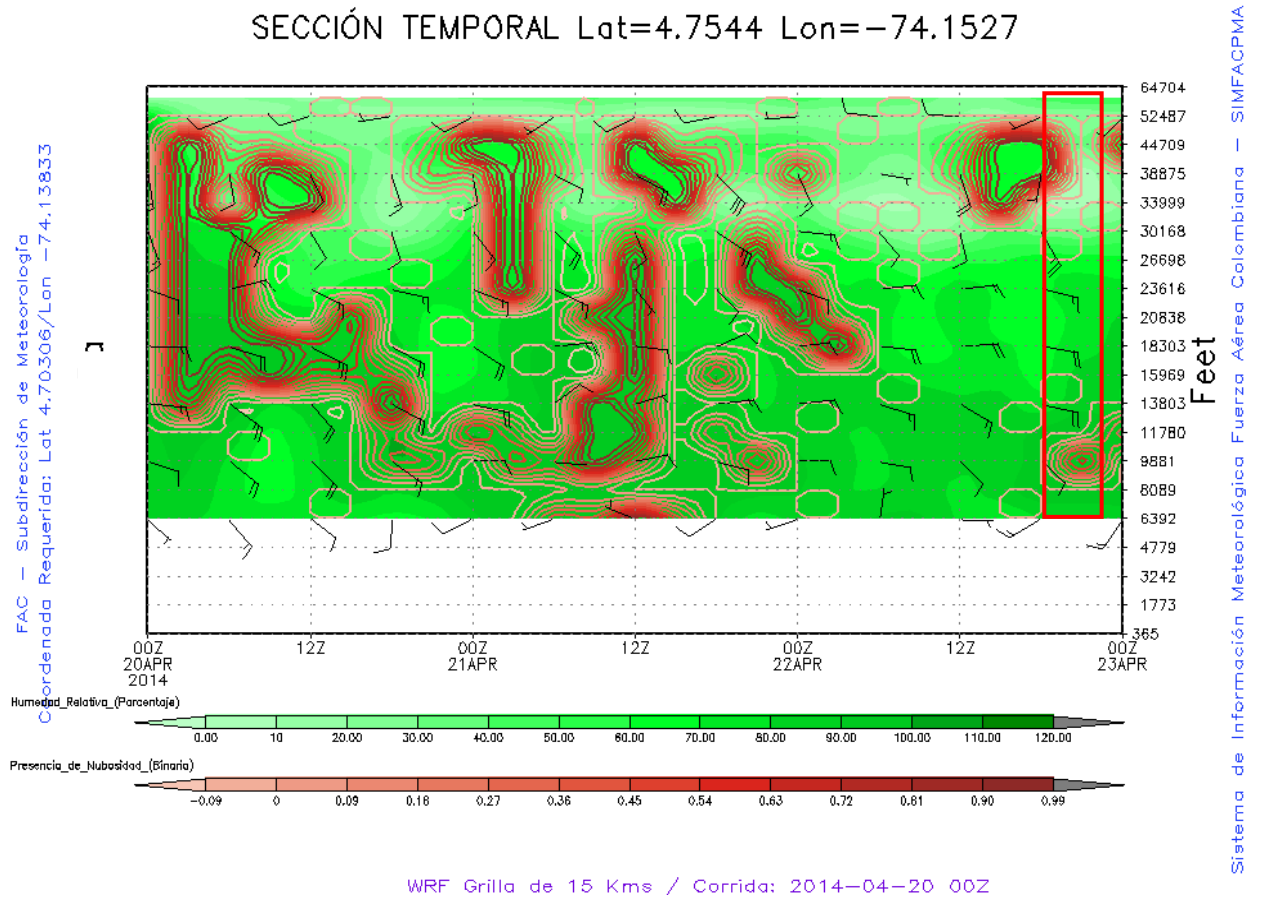 SECCIÓN TEMPORAL Lat=4.7544 Lon=−74.1527
FAC − Subdirección de Meteorología
Coordenada Requerida: Lat 4.70306/Lon −74.13833
Sistema de Información Meteorológica Fuerza Aérea Colombiana − SIMFACPMA
64704
52487
44709
38875
33999
30168
26698
23616
20838
18303
15969
13803
11780
9881
8089
6392
4779
3242
1773
365
Feet
00Z 12Z 00Z 12Z 00Z 12Z 00Z
20APR 21APR 22APR 23APR
2014
Humedad_Relativa_(Porcentaje)
0.00 10 20.00 30.00 40.00 50.00 60.00 70.00 80.00 90.00 100.00 110.00 120.00
Presencia_de_Nubosidad_(Binaria)
−0.09 0 0.09 0.18 0.27 0.36 0.45 0.54 0.63 0.72 0.81 0.90 0.99
WRF Grilla de 15 Kms / Corrida: 2014−04−20 00Z